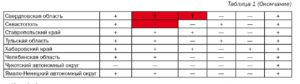 Таблица 1 (Окончание)
Свердловская область + — —
Севастополь + — + —
Ставропольский край + + + — —
Тульская область + + — + —
Хабаровский край + + + — —
Челябинская область + + — — —
Чукотский автономный округ — — — — —
Ямало-Ненецкий автономный округ + + + — —